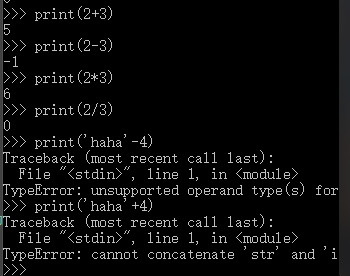 >>> print(2+3)
5
>>> print(2-3)
-1
>>> print(2*3)
6
>>> print(2/3)
0
>>> print('haha'-4)
Traceback (most recent call last):
  File "<stdin>", line 1, in <module>
TypeError: unsupported operand type(s) for
>>> print('haha'+4)
Traceback (most recent call last):
  File "<stdin>", line 1, in <module>
TypeError: cannot concatenate 'str' and 'i
>>>